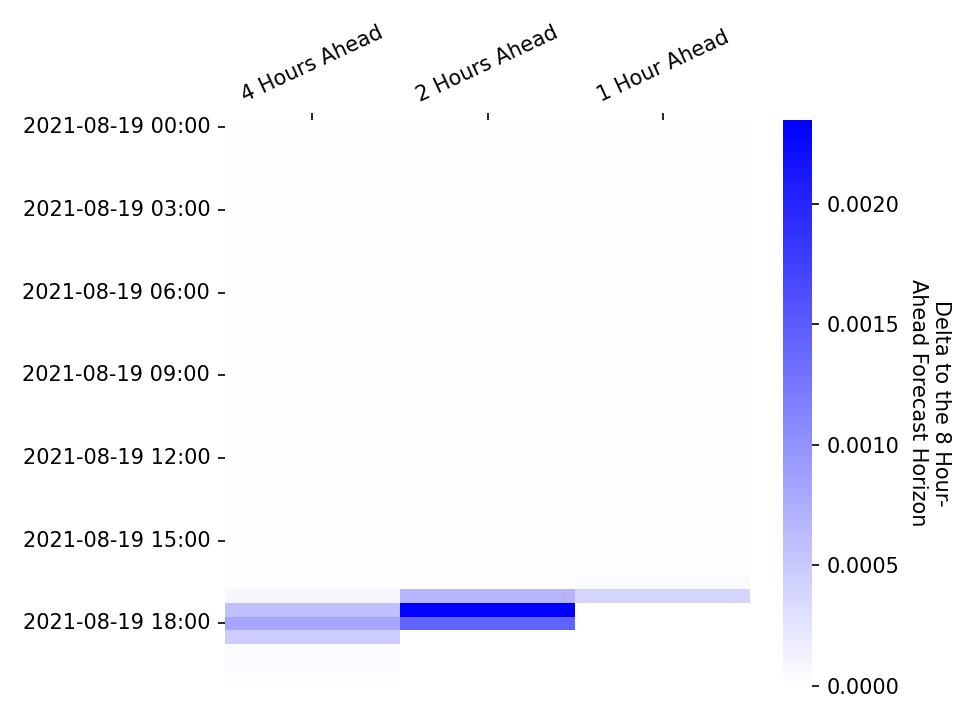 4 Hours Ahead
2 Hours Ahead
1 Hour Ahead
2021-08-19 00:00
2021-08-19 03:00
2021-08-19 06:00
2021-08-19 09:00
2021-08-19 12:00
2021-08-19 15:00
2021-08-19 18:00
0.0020
0.0015
0.0010
0.0005
0.0000
Delta to the 8 Hour-
Ahead Forecast Horizon